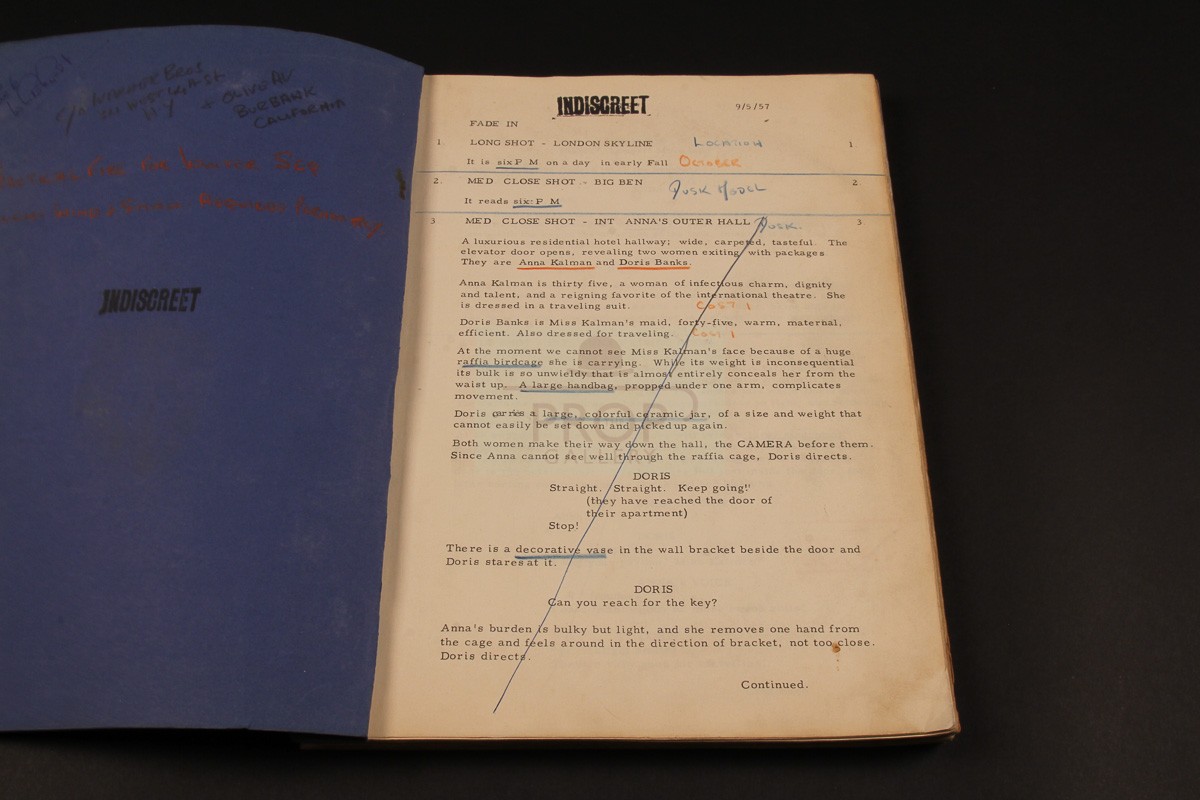 c/o Warner Bros
+ Olive Av
Burbank
California
INDISCREET
INDISCREET 9/5/57
FADE IN
1 LONG SHOT - LONDON SKYLINE Location 1
It is six P M on a day in early Fall October
2. MED CLOSE SHOT - BIG BEN Dusk Model 2
It reads six: P M
3 MED CLOSE SHOT - INT ANNA'S OUTER HALL Dusk. 3
A luxurious residential hotel hallway; wide, carpeted, tasteful. The
elevator door opens, revealing two women exiting with packages
They are Anna Kalman and Doris Banks.
Anna Kalman is thirty five, a woman of infectious charm, dignity
and talent, and a reigning favorite of the international theatre. She
is dressed in a traveling suit. Cost 1
Doris Banks is Miss Kalman's maid, forty-five, warm, maternal,
efficient. Also dressed for traveling. Cost 1
At the moment we cannot see Miss Kalman's face because of a huge
raffia birdcage she is carrying. While its weight is inconsequential
its bulk is so unwieldy that is almost entirely conceals her from the
waist up. A large handbag, propped under one arm, complicates
movement.
Doris carries a large, colorful ceramic jar, of a size and weight that
cannot easily be set down and picked up again.
Both women make their way down the hall, the CAMERA before them.
Since Anna cannot see well through the raffia cage, Doris directs.
DORIS
Straight. Straight. Keep going!'
(they have reached the door of
their apartment)
Stop!
There is a decorative vase in the wall bracket beside the door and
Doris stares at it.
DORIS
Can you reach for the key?
Anna's burden is bulky but light, and she removes one hand from
the cage and feels around in the direction of bracket, not too close.
Doris directs.
Continued.
PROP
GALLERY